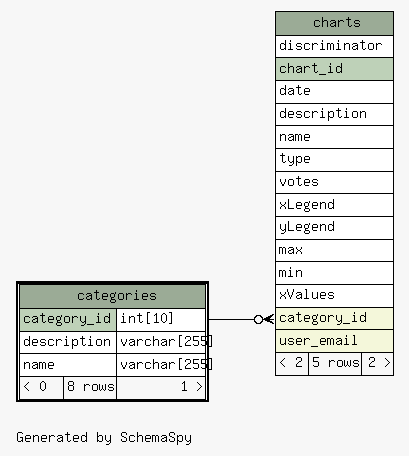 charts
discriminator
chart_id
date
description
name
type
votes
xLegend
yLegend
max
min
xValues
category_id
user_email
< 2 5 rows 2 >
categories
category_id int[10]
description varchar[255]
name varchar[255]
< 0 8 rows 1 >
Generated by SchemaSpy